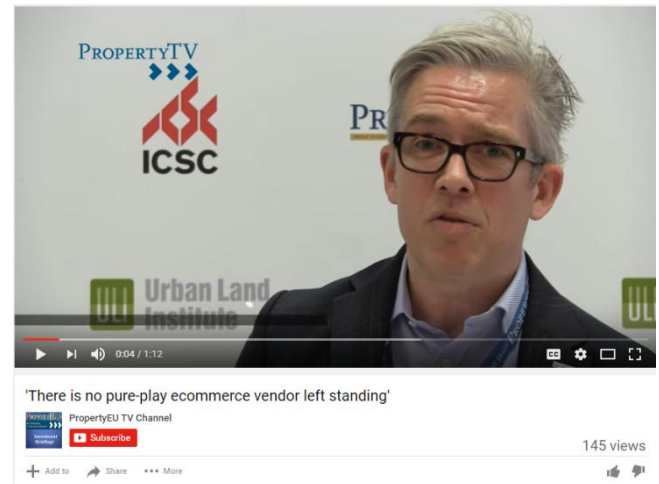 PROPERTYTV
ICSC
PR
ULI Urban Land
Institute
ULI
0:04 / 1:12
CC
'There is no pure-play ecommerce vendor left standing'
PropertyEU TV Channel
Subscribe
145 views
Add to
Share
More